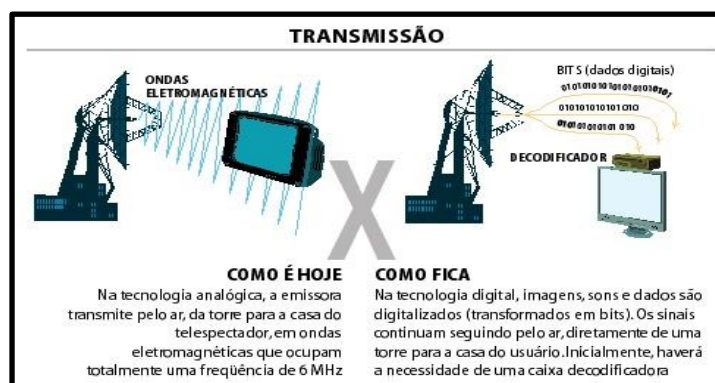 TRANSMISSÃO
ONDAS
ELETROMAGNÉTICAS
BITS (dados digitais)
010101010101010101010101
010101010101010
010101010101 010
DECODIFICADOR
X
COMO É HOJE
Na tecnologia analógica, a emissora
transmite pelo ar, da torre para a casa do
telespectador, em ondas
eletromagnéticas que ocupam
totalmente uma freqüência de 6 MHz
COMO FICA
Na tecnologia digital, imagens, sons e dados são
digitalizados (transformados em bits). Os sinais
continuam seguindo pelo ar, diretamente de uma
torre para a casa do usuário. Inicialmente, haverá
a necessidade de uma caixa decodificadora